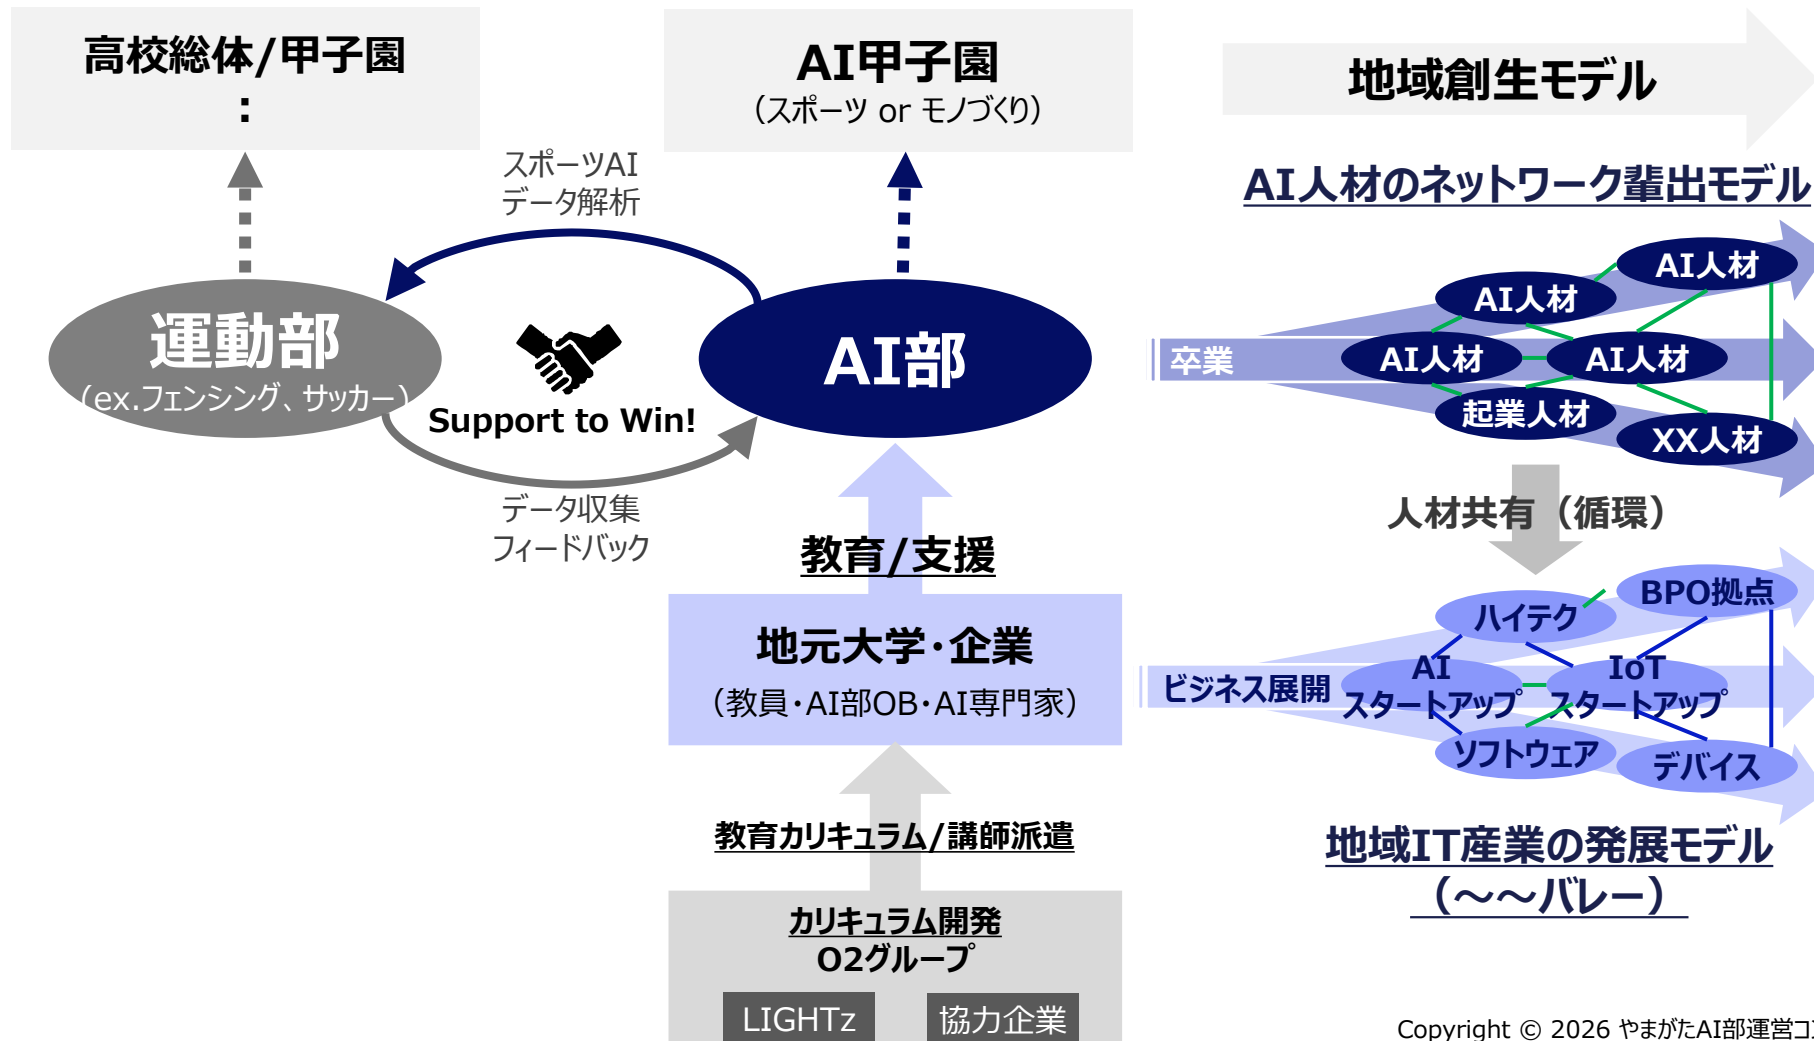 高校総体/甲子園
：
AI甲子園
（スポーツ or モノづくり）
地域創生モデル
スポーツAI
データ解析
AI人材のネットワーク輩出モデル
運動部
（ex.フェンシング、サッカー）
Support to Win!
AI部
データ収集
フィードバック
卒業
AI人材
AI人材
AI人材
AI人材
起業人材
XX人材
人材共有（循環）
教育/支援
地元大学・企業
（教員・AI部OB・AI専門家）
ビジネス展開
ハイテク
BPO拠点
AI
スタートアップ
IoT
スタートアップ
ソフトウェア
デバイス
教育カリキュラム/講師派遣
地域IT産業の発展モデル
（～～バレー）
カリキュラム開発
O2グループ
LIGHTz
協力企業
Copyright © 2026 やまがたAI部運営コ